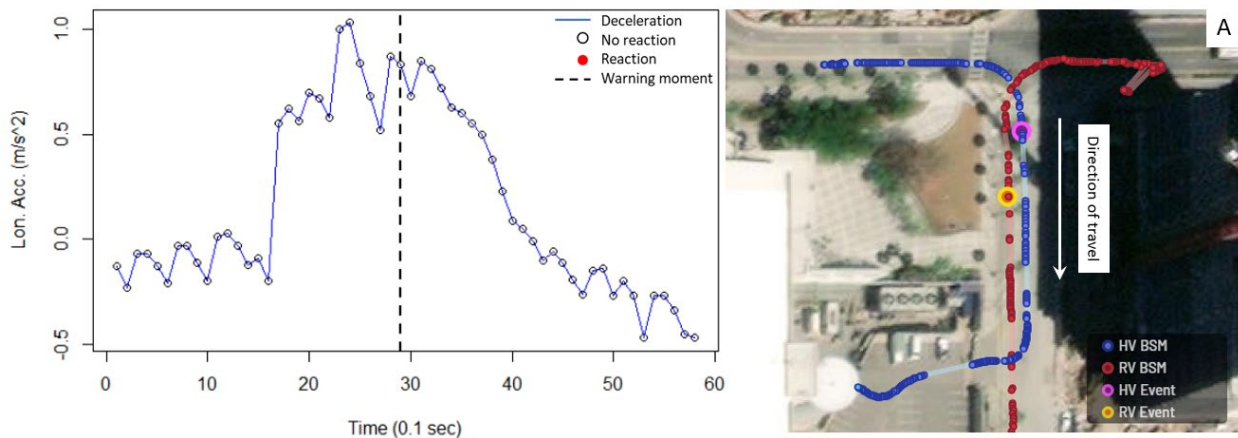 Deceleration
No reaction
Reaction
Warning moment
Lon. Acc. (m/s^2)
1.0
0.5
0.0
-0.5
0
10
20
30
40
50
60
Time (0.1 sec)
A
Direction of travel
HV BSM
RV BSM
HV Event
RV Event